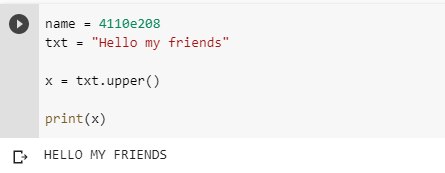 name = 4110e208
txt = "Hello my friends"
x = txt.upper()
print(x)
HELLO MY FRIENDS